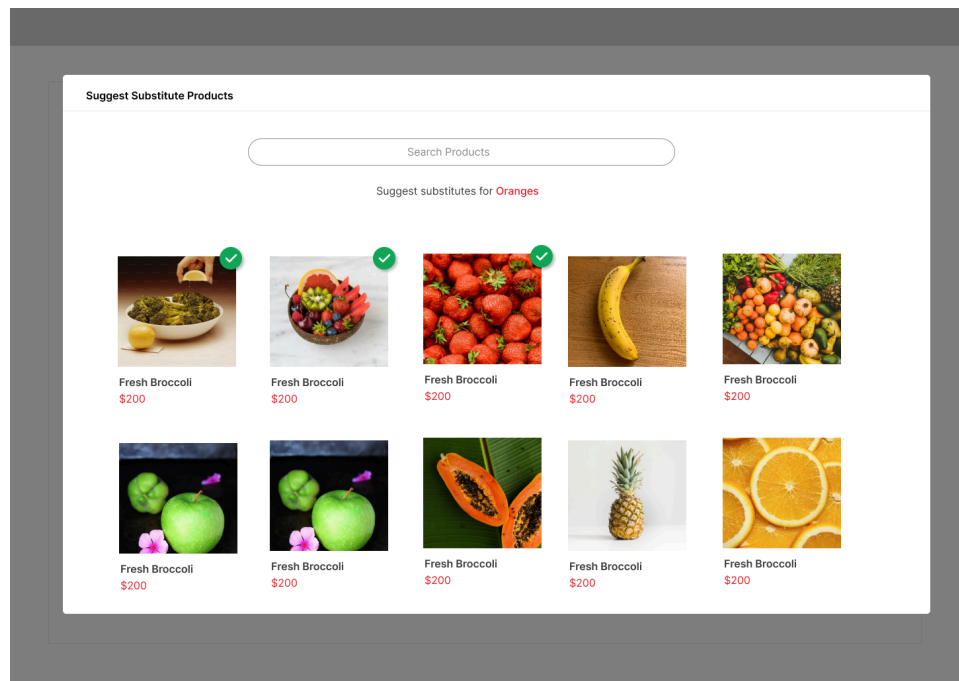 Suggest Substitute Products
Search Products
Suggest substitutes for Oranges
Fresh Broccoli
$200
Fresh Broccoli
$200
Fresh Broccoli
$200
Fresh Broccoli
$200
Fresh Broccoli
$200
Fresh Broccoli
$200
Fresh Broccoli
$200
Fresh Broccoli
$200
Fresh Broccoli
$200
Fresh Broccoli
$200